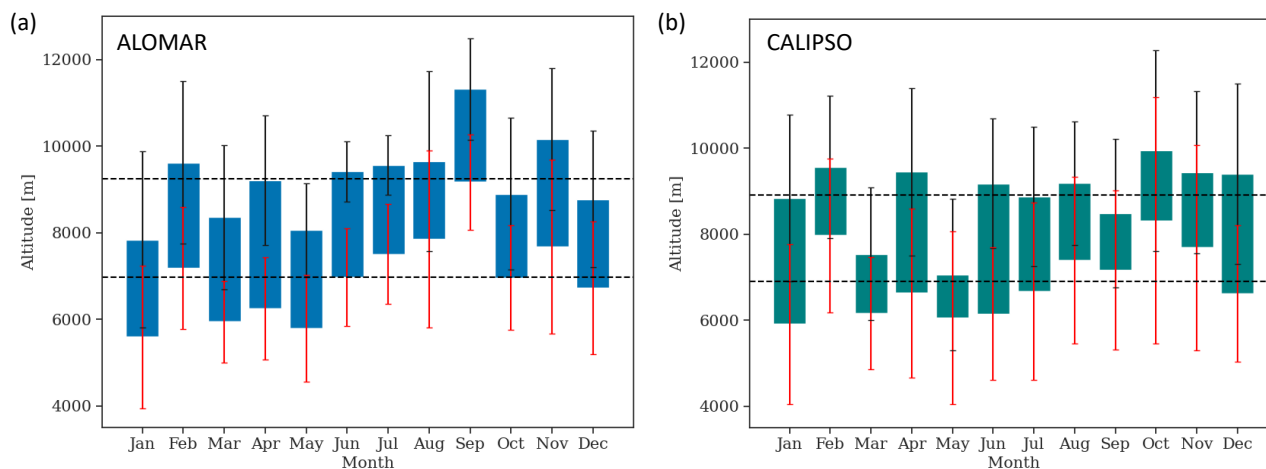 (a)
ALOMAR
Altitude [m]
12000
10000
8000
6000
4000
Jan Feb Mar Apr May Jun Jul Aug Sep Oct Nov Dec
Month
(b)
CALIPSO
Altitude [m]
12000
10000
8000
6000
4000
Jan Feb Mar Apr May Jun Jul Aug Sep Oct Nov Dec
Month